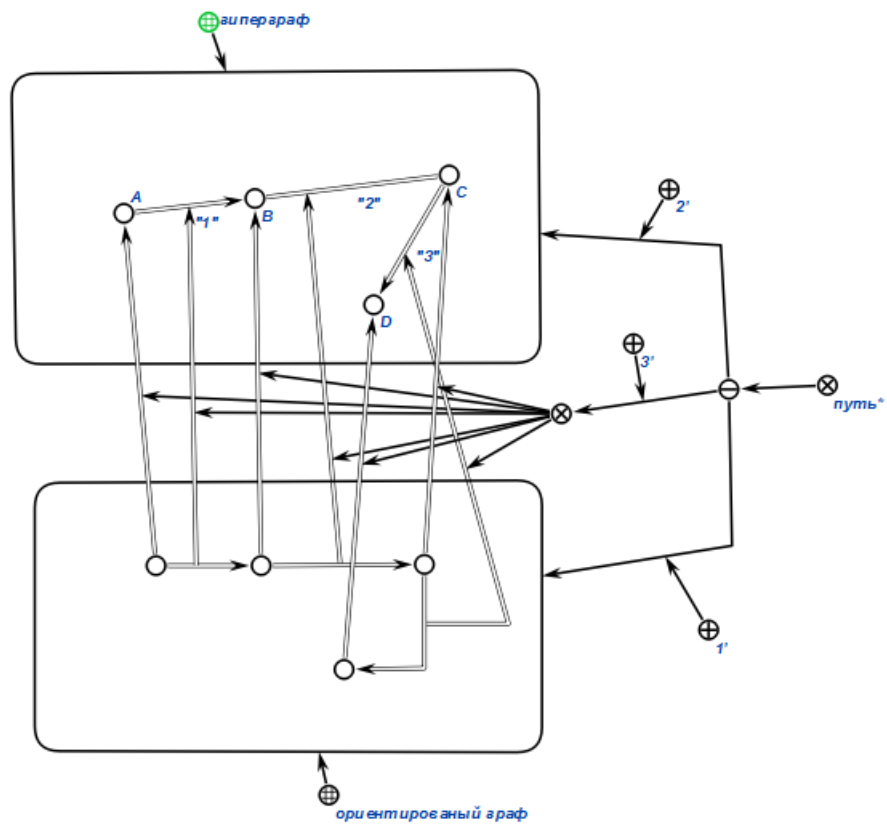 гиперграф
A
B
C
"1"
"2"
"3"
D
2'
3'
путь*
1'
ориентированый граф